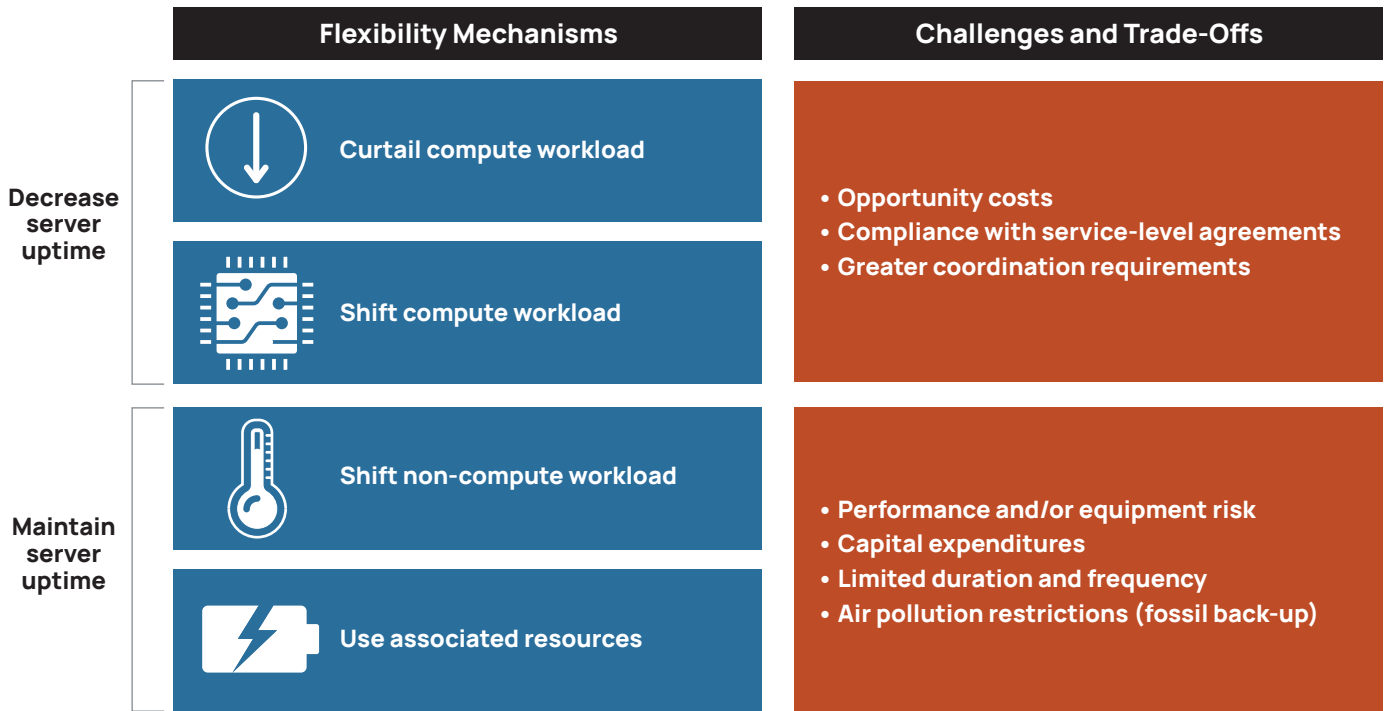 Flexibility Mechanisms
Challenges and Trade-Offs
Decrease
server
uptime
Curtail compute workload
Shift compute workload
• Opportunity costs
• Compliance with service-level agreements
• Greater coordination requirements
Maintain
server
uptime
Shift non-compute workload
Use associated resources
• Performance and/or equipment risk
• Capital expenditures
• Limited duration and frequency
• Air pollution restrictions (fossil back-up)